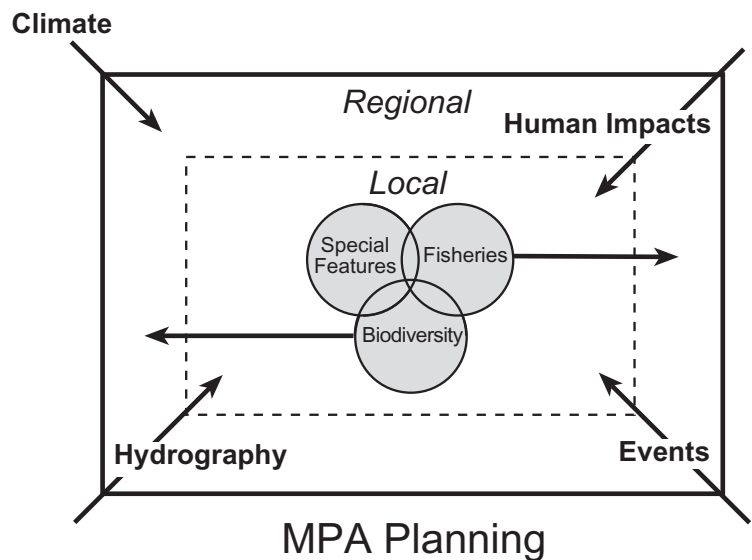 Climate
Regional
Human Impacts
Local
Special
Features
Fisheries
Biodiversity
Hydrography
Events
MPA Planning